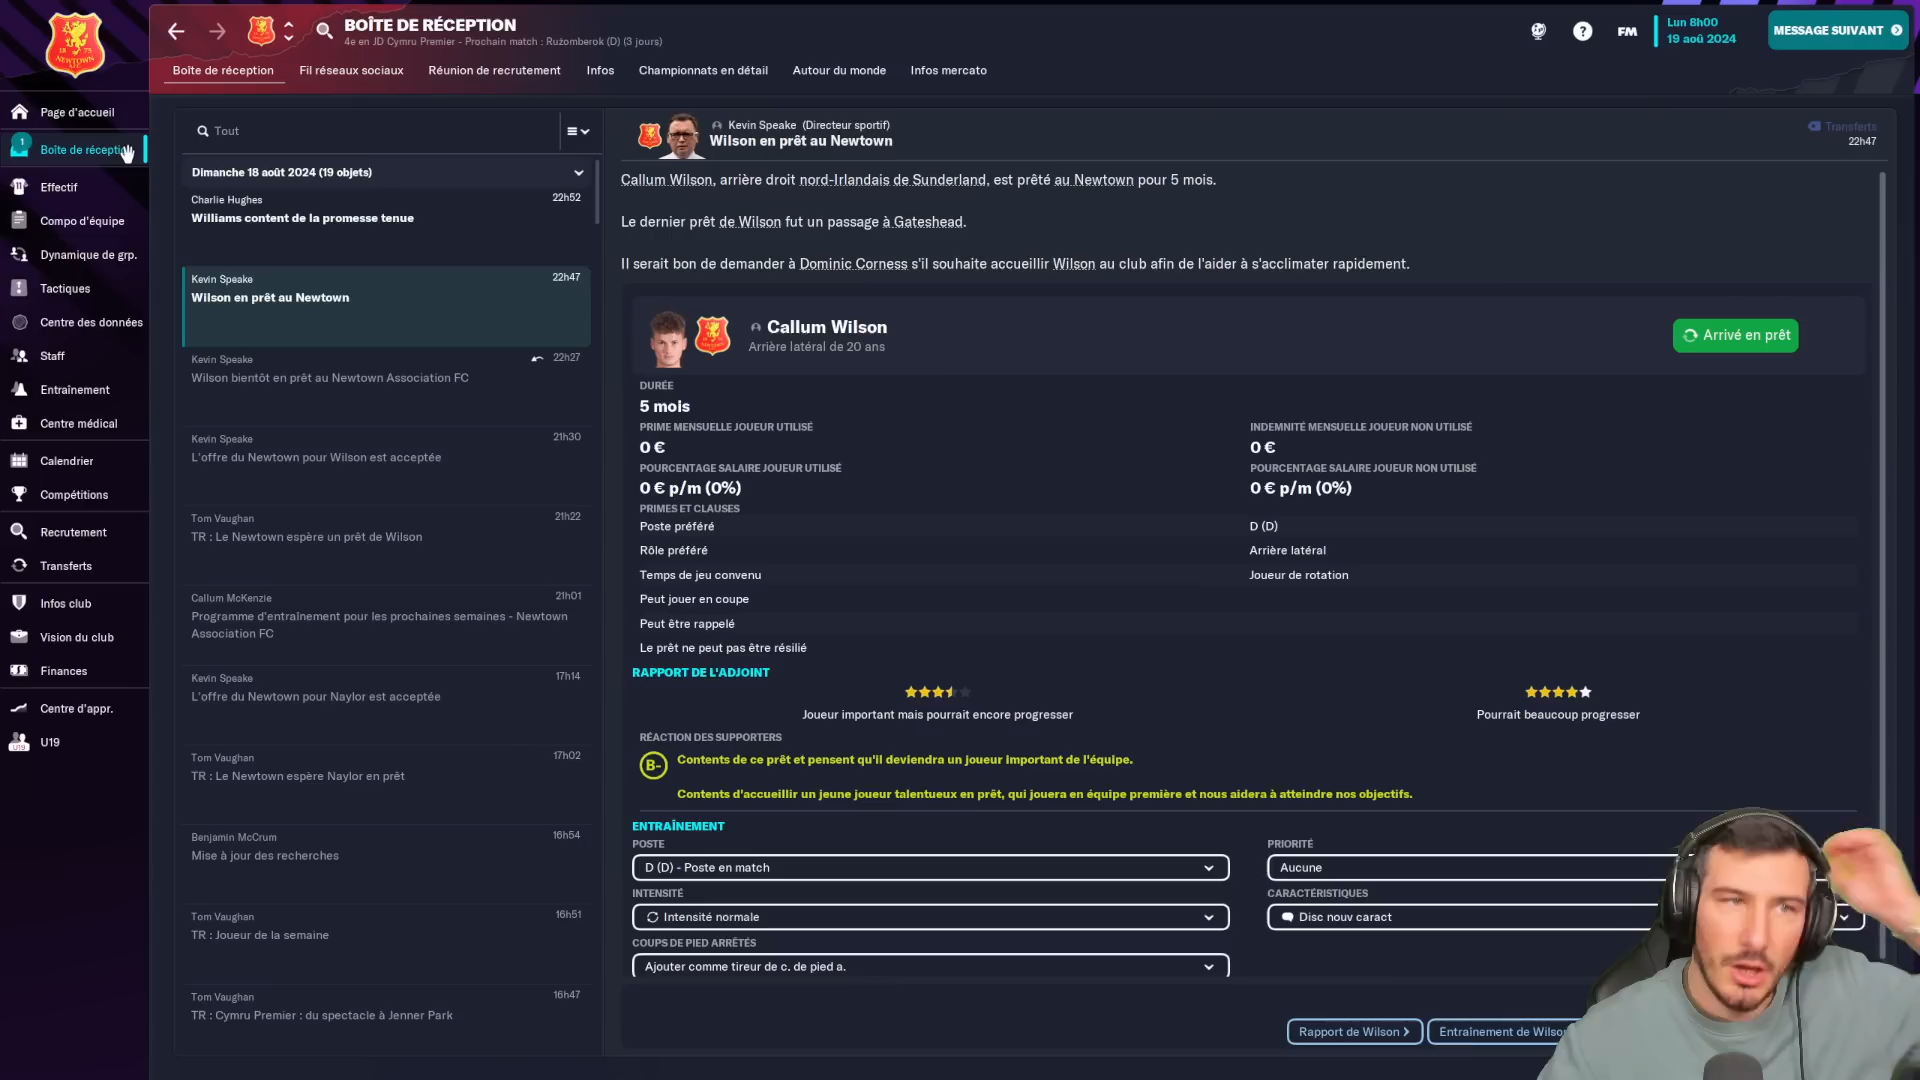 BOÎTE DE RÉCEPTION
4e en JD Cymru Premier - Prochain match : Ružomberok (D) (3 jours)
FM
Lun 8h00
19 aoû 2024
MESSAGE SUIVANT
Boîte de réception
Fil réseaux sociaux
Réunion de recrutement
Infos
Championnats en détail
Autour du monde
Infos mercato
Page d'accueil
1
Boîte de récepti
Effectif
Compo d'équipe
Dynamique de grp.
Tactiques
Centre des données
Staff
Entraînement
Centre médical
Calendrier
Compétitions
Recrutement
Transferts
Infos club
Vision du club
Finances
Centre d'appr.
U19
Tout
Dimanche 18 août 2024 (19 objets)
Charlie Hughes 22h52
Williams content de la promesse tenue
Kevin Speake 22h47
Wilson en prêt au Newtown
Kevin Speake 22h27
Wilson bientôt en prêt au Newtown Association FC
Kevin Speake 21h30
L'offre du Newtown pour Wilson est acceptée
Tom Vaughan 21h22
TR : Le Newtown espère un prêt de Wilson
Callum McKenzie 21h01
Programme d'entraînement pour les prochaines semaines - Newtown
Association FC
Kevin Speake 17h14
L'offre du Newtown pour Naylor est acceptée
Tom Vaughan 17h02
TR : Le Newtown espère Naylor en prêt
Benjamin McCrum 16h54
Mise à jour des recherches
Tom Vaughan 16h51
TR : Joueur de la semaine
Tom Vaughan 16h47
TR : Cymru Premier : du spectacle à Jenner Park
Kevin Speake (Directeur sportif)
Wilson en prêt au Newtown
Transferts
22h47
Callum Wilson, arrière droit nord-Irlandais de Sunderland, est prêté au Newtown pour 5 mois.
Le dernier prêt de Wilson fut un passage à Gateshead.
Il serait bon de demander à Dominic Corness s'il souhaite accueillir Wilson au club afin de l'aider à s'acclimater rapidement.
Callum Wilson
Arrière latéral de 20 ans
Arrivé en prêt
DURÉE
5 mois
PRIME MENSUELLE JOUEUR UTILISÉ INDEMNITÉ MENSUELLE JOUEUR NON UTILISÉ
0 € 0 €
POURCENTAGE SALAIRE JOUEUR UTILISÉ POURCENTAGE SALAIRE JOUEUR NON UTILISÉ
0 € p/m (0%) 0 € p/m (0%)
PRIMES ET CLAUSES
Poste préféré D (D)
Rôle préféré Arrière latéral
Temps de jeu convenu Joueur de rotation
Peut jouer en coupe
Peut être rappelé
Le prêt ne peut pas être résilié
RAPPORT DE L'ADJOINT
Joueur important mais pourrait encore progresser Pourrait beaucoup progresser
RÉACTION DES SUPPORTERS
B-
Contents de ce prêt et pensent qu'il deviendra un joueur important de l'équipe.
Contents d'accueillir un jeune joueur talentueux en prêt, qui jouera en équipe première et nous aidera à atteindre nos objectifs.
ENTRAÎNEMENT
POSTE PRIORITÉ
D (D) - Poste en match Aucune
INTENSITÉ CARACTÉRISTIQUES
Intensité normale Disc nouv caract
COUPS DE PIED ARRÊTÉS
Ajouter comme tireur de c. de pied a.
Rapport de Wilson
Entraînement de Wilso